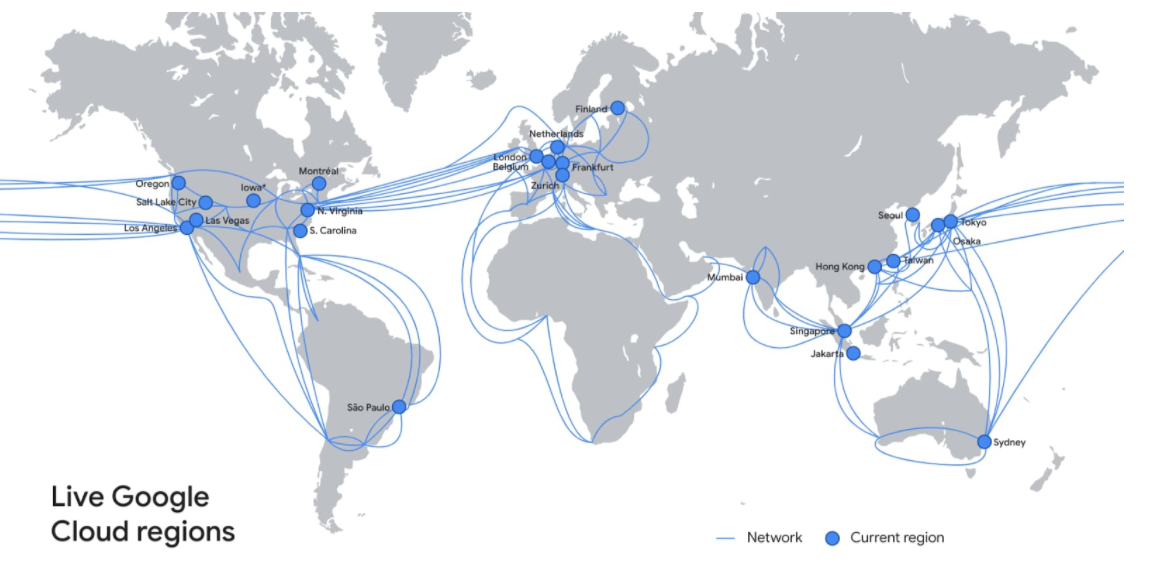 Finland
Netherlands
London
Belgium
Frankfurt
Zurich
Montréal
Oregon
Iowa*
Salt Lake City
N. Virginia
Las Vegas
Los Angeles
S. Carolina
Seoul
Tokyo
Osaka
Taiwan
Hong Kong
Mumbai
Singapore
Jakarta
São Paulo
Sydney
Live Google
Cloud regions
Network
Current region